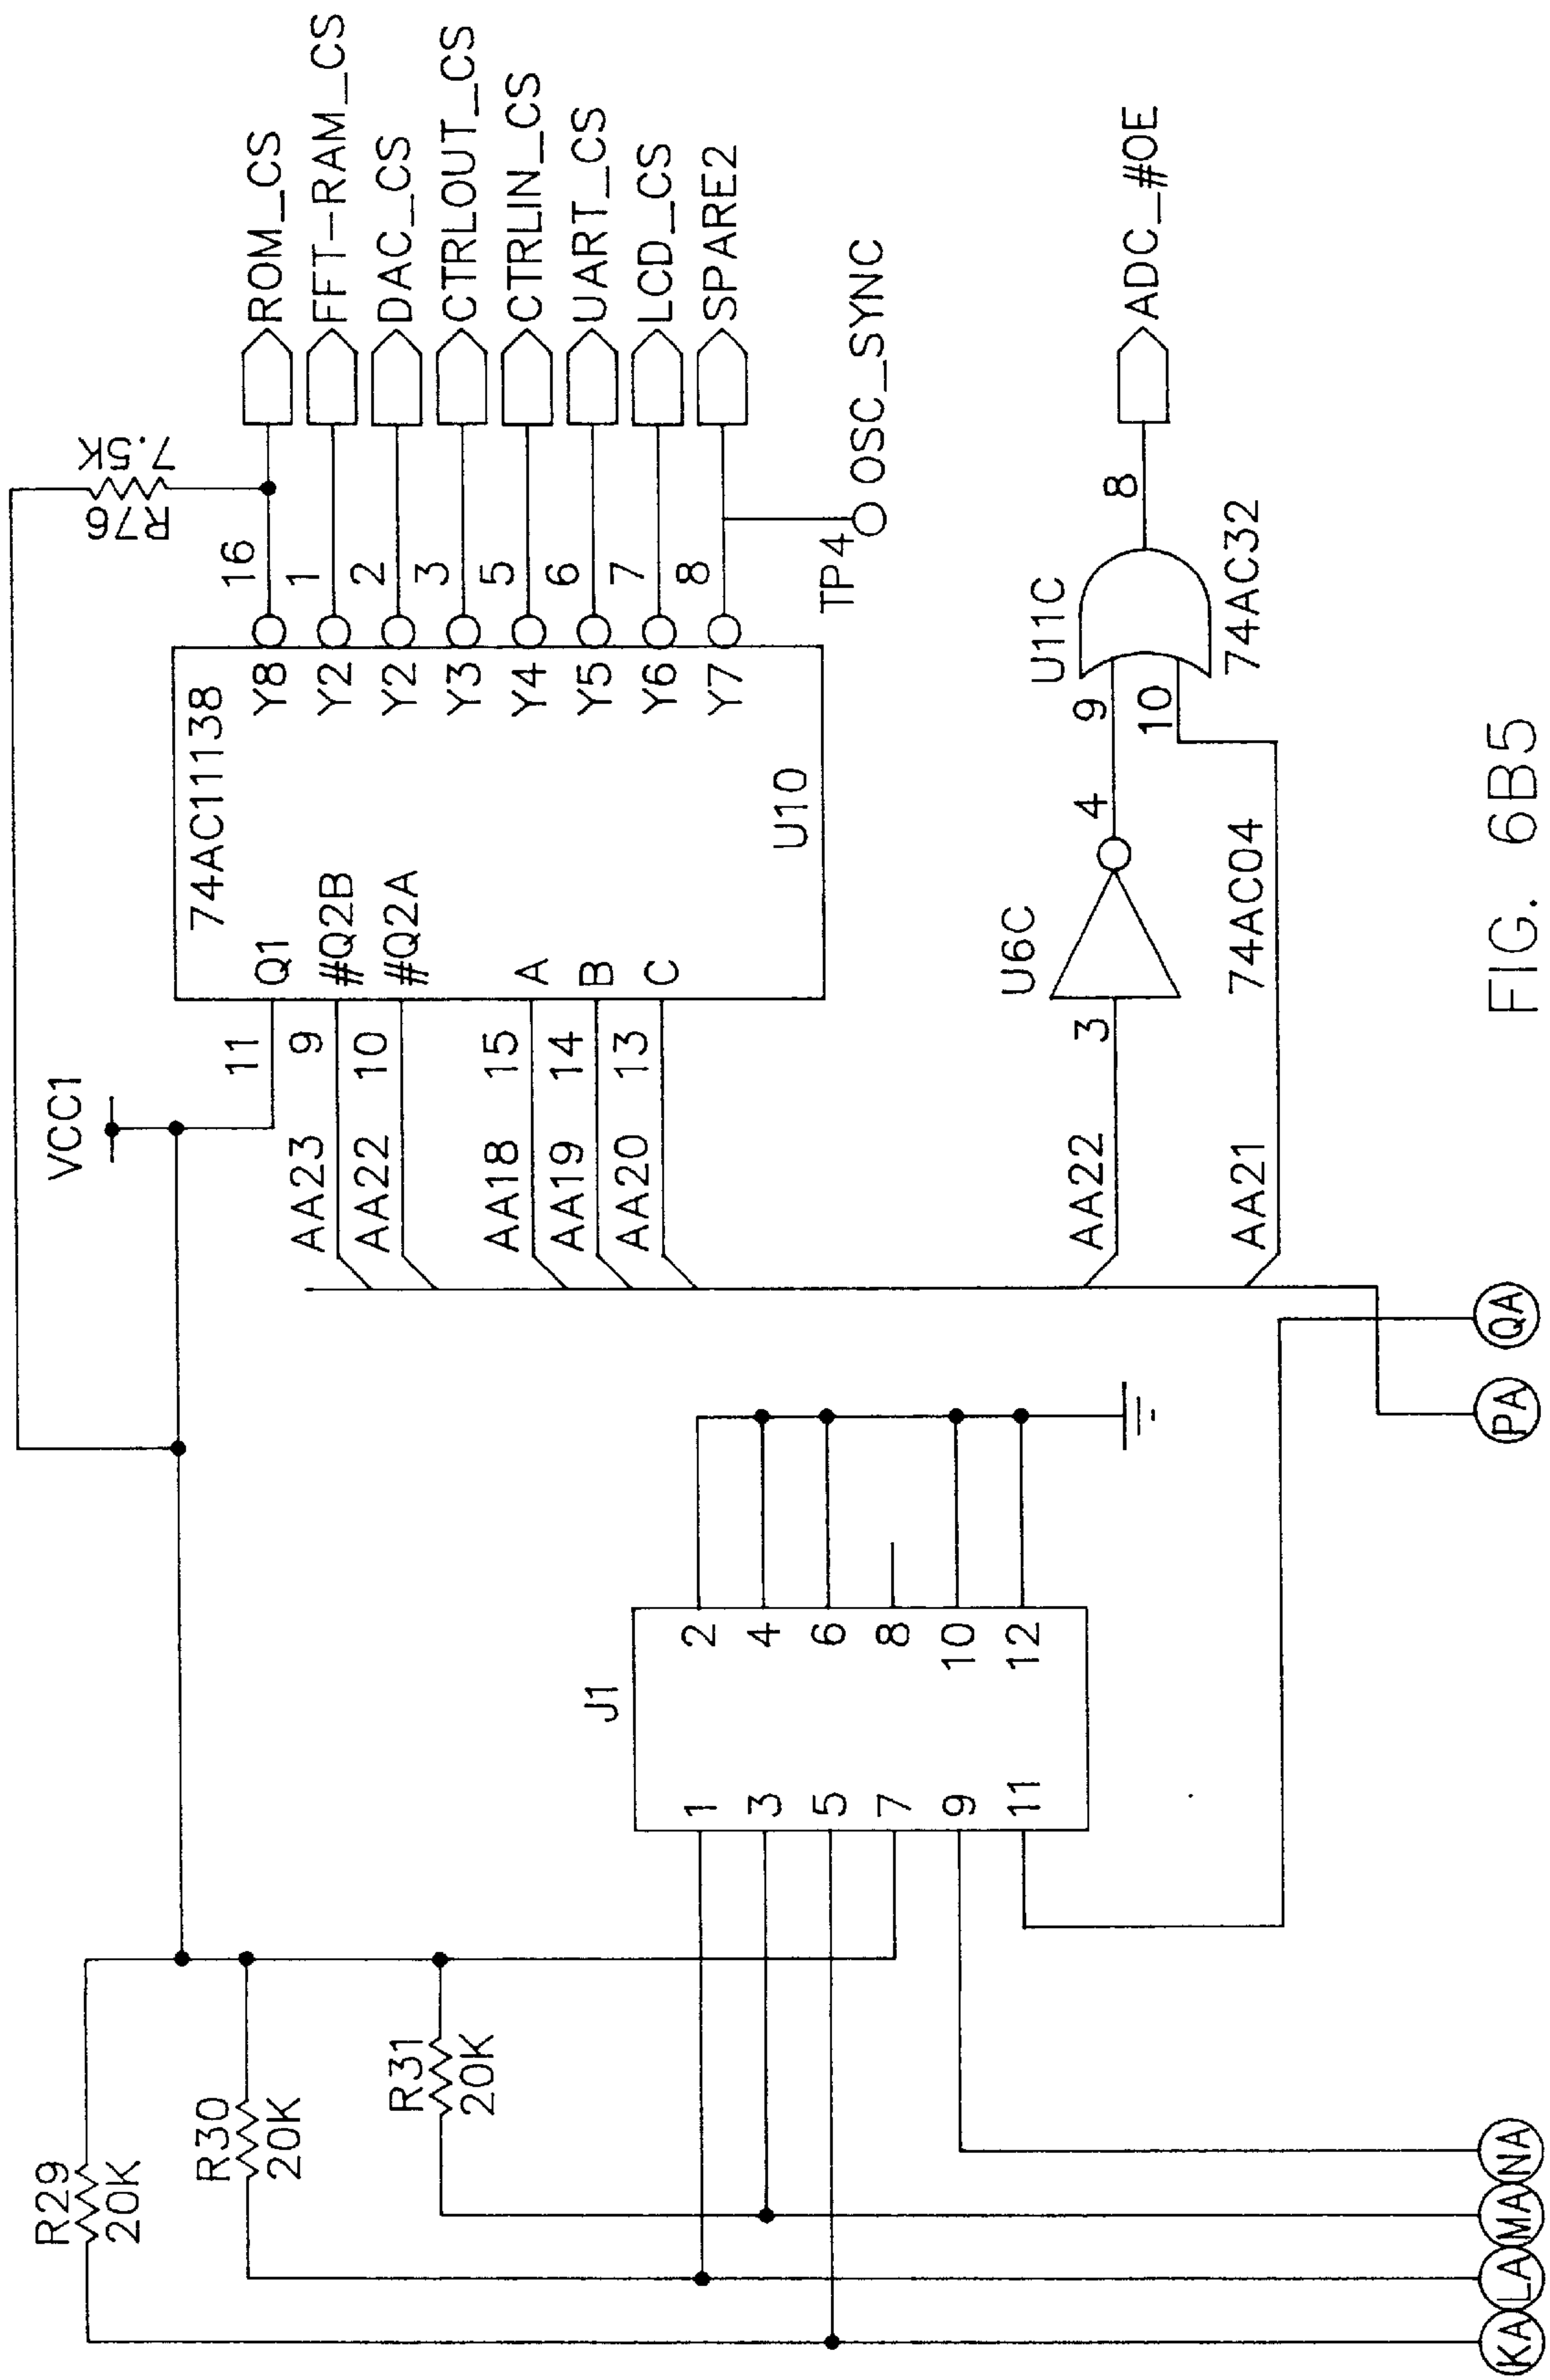 R29
20K
R30
20K
R31
20K
VCC1
R76
7.5K
J1
1
3
5
7
9
11
2
4
6
8
10
12
AA23
9
AA22
10
11
AA18
15
AA19
14
AA20
13
74AC11138
Q1
#Q2B
#Q2A
A
B
C
Y8
Y2
Y2
Y3
Y4
Y5
Y6
Y7
U10
16
1
2
3
5
6
7
8
ROM_CS
FFT-RAM_CS
DAC_CS
CTRLOUT_CS
CTRLIN_CS
UART_CS
LCD_CS
SPARE2
TP4
OSC_SYNC
AA22
3
U6C
4
74AC04
AA21
9
10
U11C
74AC32
8
ADC_#OE
KA
LA
MA
NA
PA
QA
FIG. 6B5